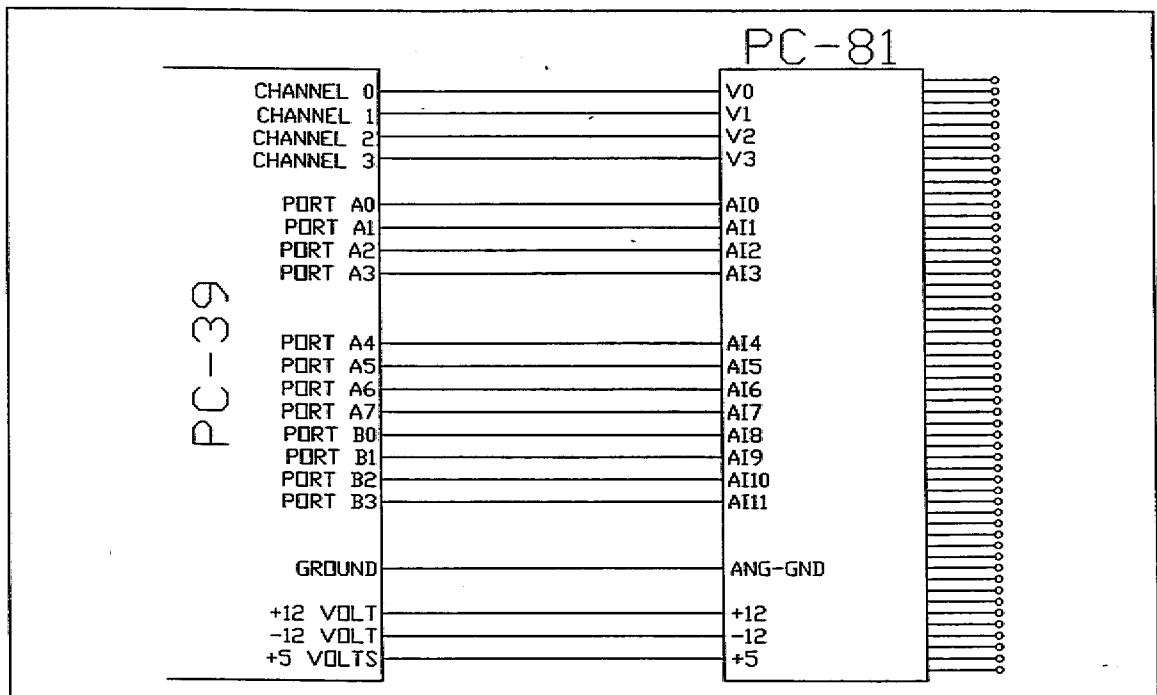 PC-81
CHANNEL 0 V0
CHANNEL 1 V1
CHANNEL 2 V2
CHANNEL 3 V3
PORT A0 AI0
PORT A1 AI1
PORT A2 AI2
PORT A3 AI3
PC-39
PORT A4 AI4
PORT A5 AI5
PORT A6 AI6
PORT A7 AI7
PORT B0 AI8
PORT B1 AI9
PORT B2 AI10
PORT B3 AI11
GROUND ANG-GND
+12 VOLT +12
-12 VOLT -12
+5 VOLTS +5